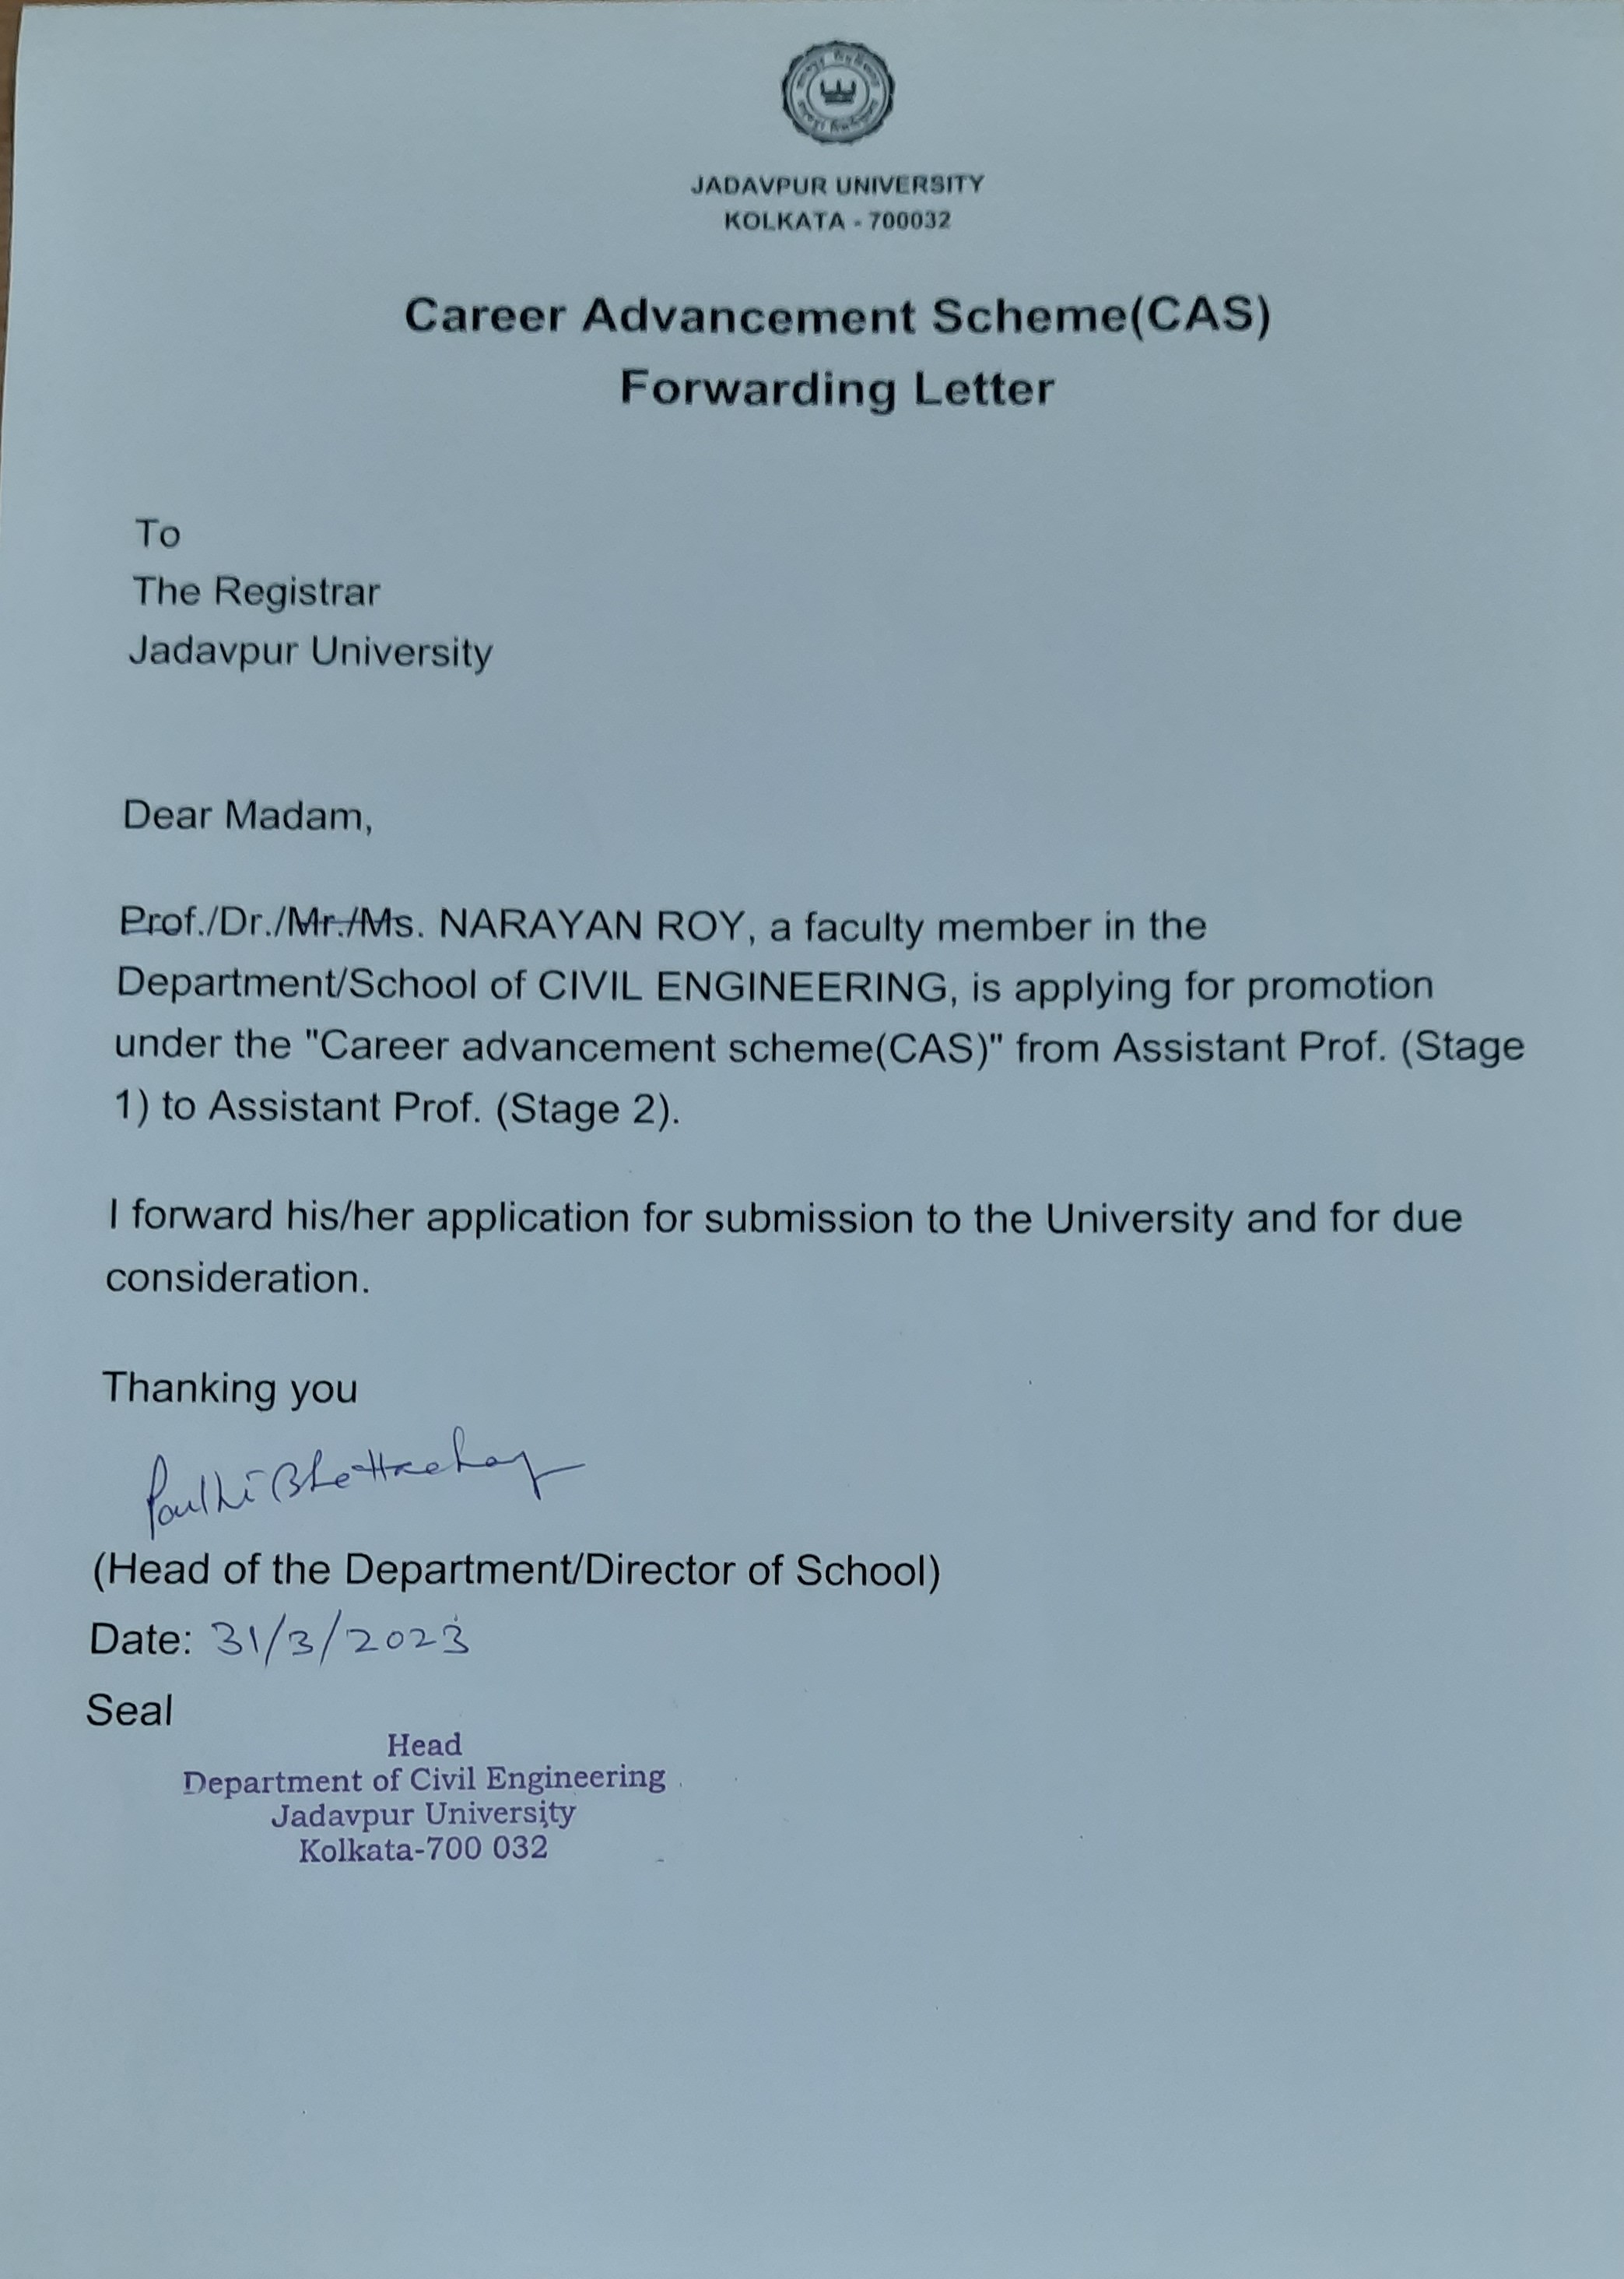 JADAVPUR UNIVERSITY
KOLKATA - 700032
Career Advancement Scheme(CAS)
Forwarding Letter
To
The Registrar
Jadavpur University
Dear Madam,
Prof./Dr./Mr./Ms. NARAYAN ROY, a faculty member in the
Department/School of CIVIL ENGINEERING, is applying for promotion
under the "Career advancement scheme(CAS)" from Assistant Prof. (Stage
1) to Assistant Prof. (Stage 2).
I forward his/her application for submission to the University and for due
consideration.
Thanking you
(Head of the Department/Director of School)
Date: 31/3/2023
Seal
Head
Department of Civil Engineering
Jadavpur University
Kolkata-700 032